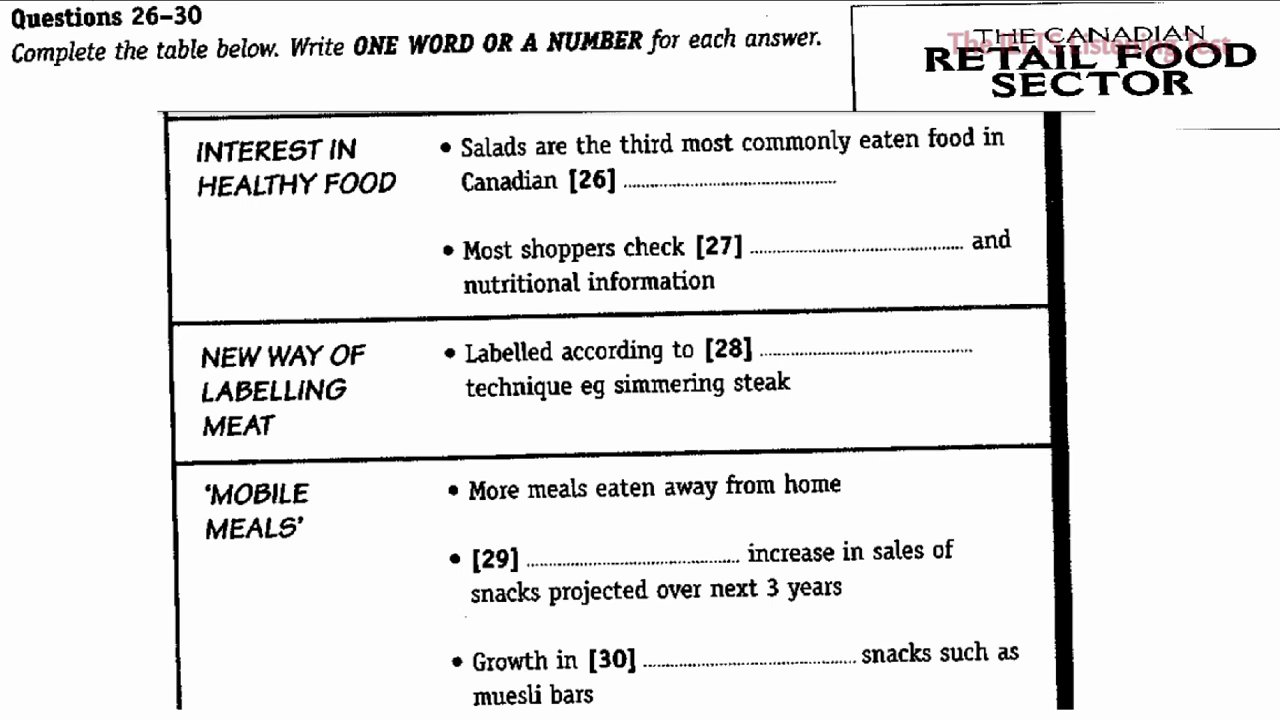 Questions 26–30
Complete the table below. Write ONE WORD OR A NUMBER for each answer.
The IELTS Listening Test
THE CANADIAN
RETAIL FOOD
SECTOR
INTEREST IN
HEALTHY FOOD
• Salads are the third most commonly eaten food in
Canadian [26] ........................................
• Most shoppers check [27] ........................................ and
nutritional information
NEW WAY OF
LABELLING
MEAT
• Labelled according to [28] ........................................
technique eg simmering steak
‘MOBILE
MEALS’
• More meals eaten away from home
• [29] ........................................ increase in sales of
snacks projected over next 3 years
• Growth in [30] ........................................ snacks such as
muesli bars